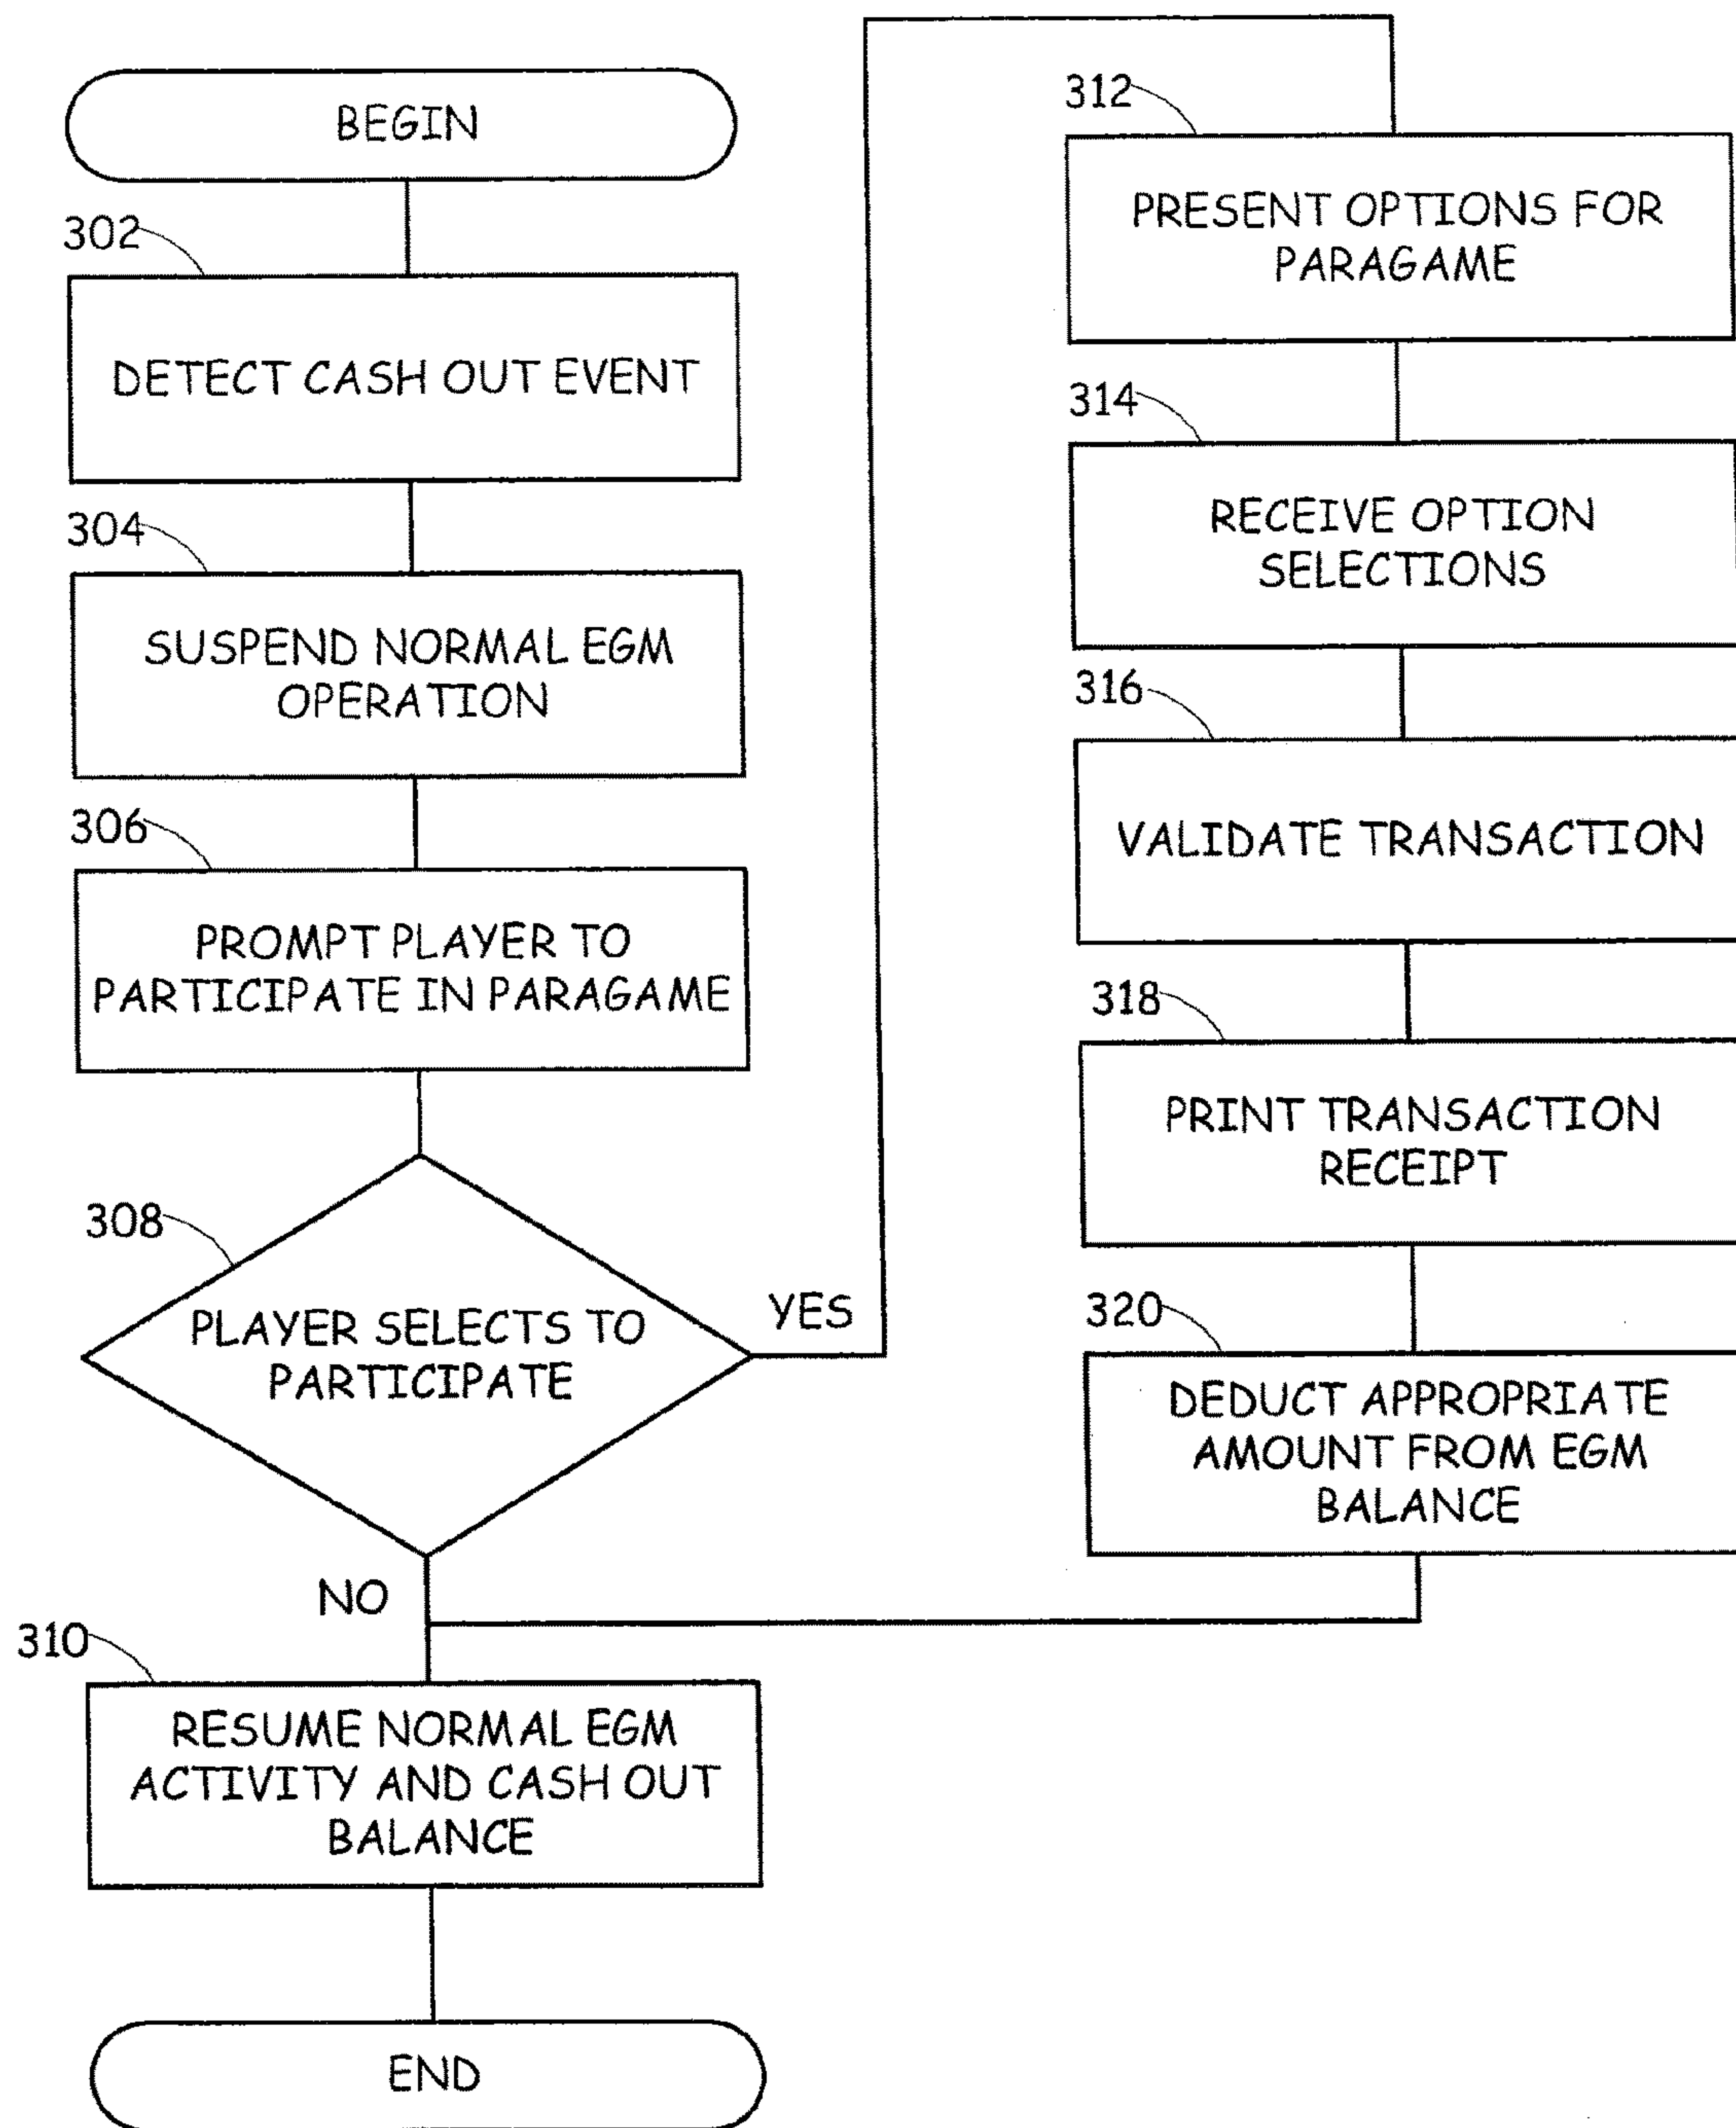 BEGIN
302
DETECT CASH OUT EVENT
304
SUSPEND NORMAL EGM
OPERATION
306
PROMPT PLAYER TO
PARTICIPATE IN PARAGAME
308
PLAYER SELECTS TO
PARTICIPATE
YES
NO
310
RESUME NORMAL EGM
ACTIVITY AND CASH OUT
BALANCE
END
312
PRESENT OPTIONS FOR
PARAGAME
314
RECEIVE OPTION
SELECTIONS
316
VALIDATE TRANSACTION
318
PRINT TRANSACTION
RECEIPT
320
DEDUCT APPROPRIATE
AMOUNT FROM EGM
BALANCE